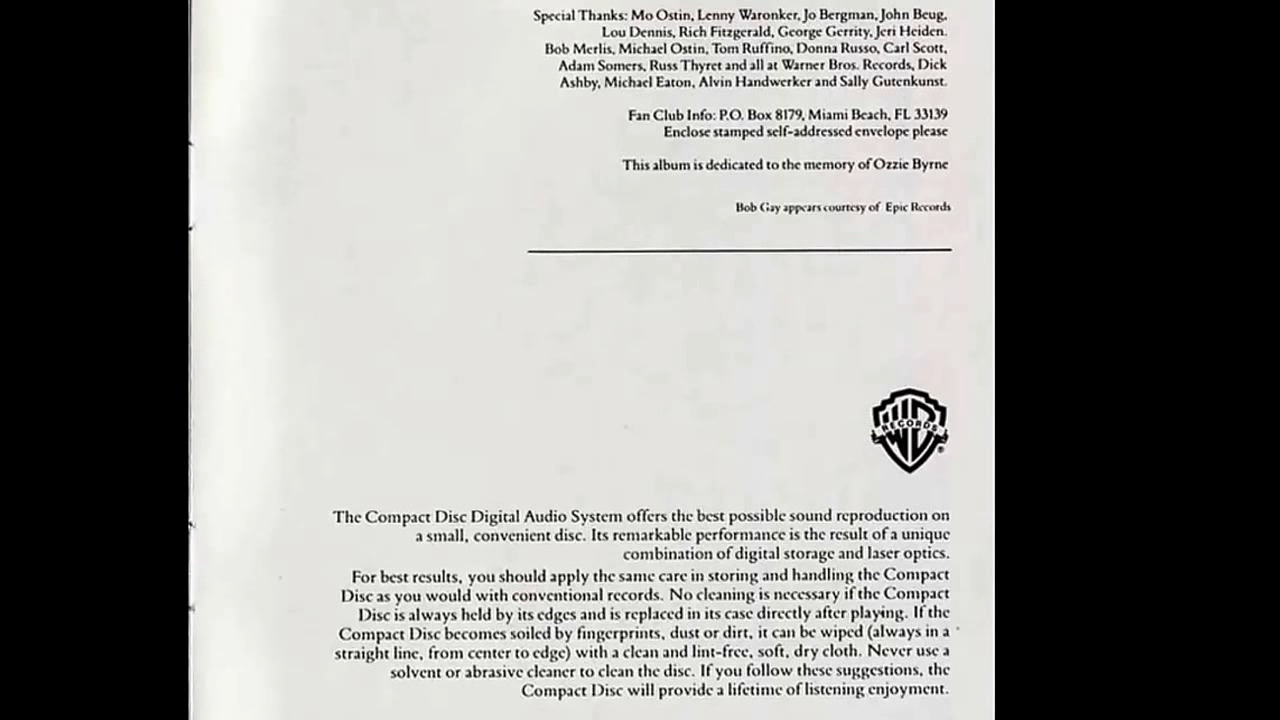 Special Thanks: Mo Ostin, Lenny Waronker, Jo Bergman, John Beug,
Lou Dennis, Rich Fitzgerald, George Gerrity, Jeri Heiden.
Bob Merlis, Michael Ostin, Tom Ruffino, Donna Russo, Carl Scott,
Adam Somers, Russ Thyret and all at Warner Bros. Records, Dick
Ashby, Michael Eaton, Alvin Handwerker and Sally Gutenkunst.
Fan Club Info: P.O. Box 8179, Miami Beach, FL 33139
Enclose stamped self-addressed envelope please
This album is dedicated to the memory of Ozzie Byrne
Bob Gay appears courtesy of Epic Records
WB
RECORDS
®
The Compact Disc Digital Audio System offers the best possible sound reproduction on
a small, convenient disc. Its remarkable performance is the result of a unique
combination of digital storage and laser optics.
For best results, you should apply the same care in storing and handling the Compact
Disc as you would with conventional records. No cleaning is necessary if the Compact
Disc is always held by its edges and is replaced in its case directly after playing. If the
Compact Disc becomes soiled by fingerprints, dust or dirt, it can be wiped (always in a
straight line, from center to edge) with a clean and lint-free, soft, dry cloth. Never use a
solvent or abrasive cleaner to clean the disc. If you follow these suggestions, the
Compact Disc will provide a lifetime of listening enjoyment.